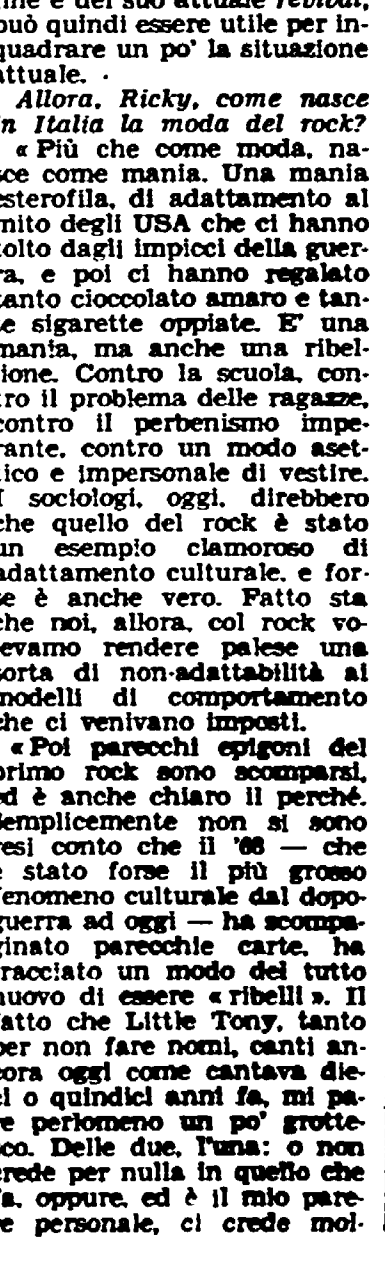 ine e del suo attuale revival,
può quindi essere utile per in-
quadrare un po' la situazione
attuale.
Allora, Ricky, come nasce
in Italia la moda del rock?
« Più che come moda, na-
sce come mania. Una mania
esterofila, di adattamento al
mito degli USA che ci hanno
tolto dagli impicci della guer-
ra, e poi ci hanno regalato
tanto cioccolato amaro e tan-
te sigarette oppiate. E' una
mania, ma anche una ribel-
lione. Contro la scuola, con-
tro il problema delle ragazze,
contro il perbenismo impe-
rante, contro un modo aset-
tico e impersonale di vestire.
I sociologi, oggi, direbbero
che quello del rock è stato
un esempio clamoroso di
adattamento culturale, e for-
se è anche vero. Fatto sta
che noi, allora, col rock vo-
levamo rendere palese una
sorta di non-adattabilità ai
modelli di comportamento
che ci venivano imposti.
« Poi parecchi epigoni del
primo rock sono scomparsi,
ed è anche chiaro il perché.
Semplicemente non si sono
resi conto che il '68 — che
è stato forse il più grosso
fenomeno culturale dal dopo-
guerra ad oggi — ha scompa-
ginato parecchie carte, ha
tracciato un modo del tutto
nuovo di essere « ribelli ». Il
fatto che Little Tony, tanto
per non fare nomi, canti an-
cora oggi come cantava die-
ci o quindici anni fa, mi pa-
re perlomeno un po' grotte-
sco. Delle due, l'una: o non
crede per nulla in quello che
fa, oppure, ed è il mio pare-
re personale, ci crede mol-